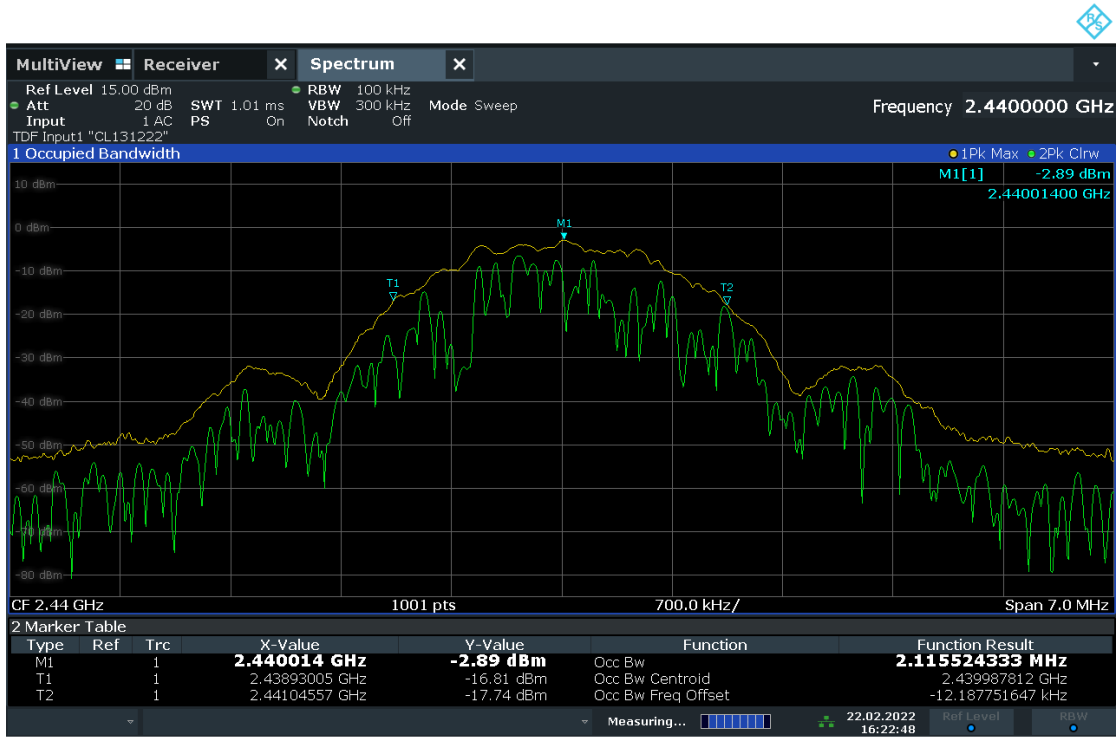 R&S
MultiView Receiver X Spectrum X
Ref Level 15.00 dBm RBW 100 kHz
Att 20 dB SWT 1.01 ms VBW 300 kHz Mode Sweep Frequency 2.4400000 GHz
Input 1 AC PS On Notch Off
TDF Input1 "CL131222"
1 Occupied Bandwidth 1Pk Max 2Pk Clrw
M1[1] -2.89 dBm
2.44001400 GHz
10 dBm
0 dBm
M1
-10 dBm
T1
T2
-20 dBm
-30 dBm
-40 dBm
-50 dBm
-60 dBm
-70 dBm
-80 dBm
CF 2.44 GHz 1001 pts 700.0 kHz/ Span 7.0 MHz
2 Marker Table
Type Ref Trc X-Value Y-Value Function Function Result
M1 1 2.440014 GHz -2.89 dBm Occ Bw 2.115524333 MHz
T1 1 2.43893005 GHz -16.81 dBm Occ Bw Centroid 2.439987812 GHz
T2 1 2.44104557 GHz -17.74 dBm Occ Bw Freq Offset -12.187751647 kHz
Measuring... 22.02.2022 Ref Level RBW
16:22:48